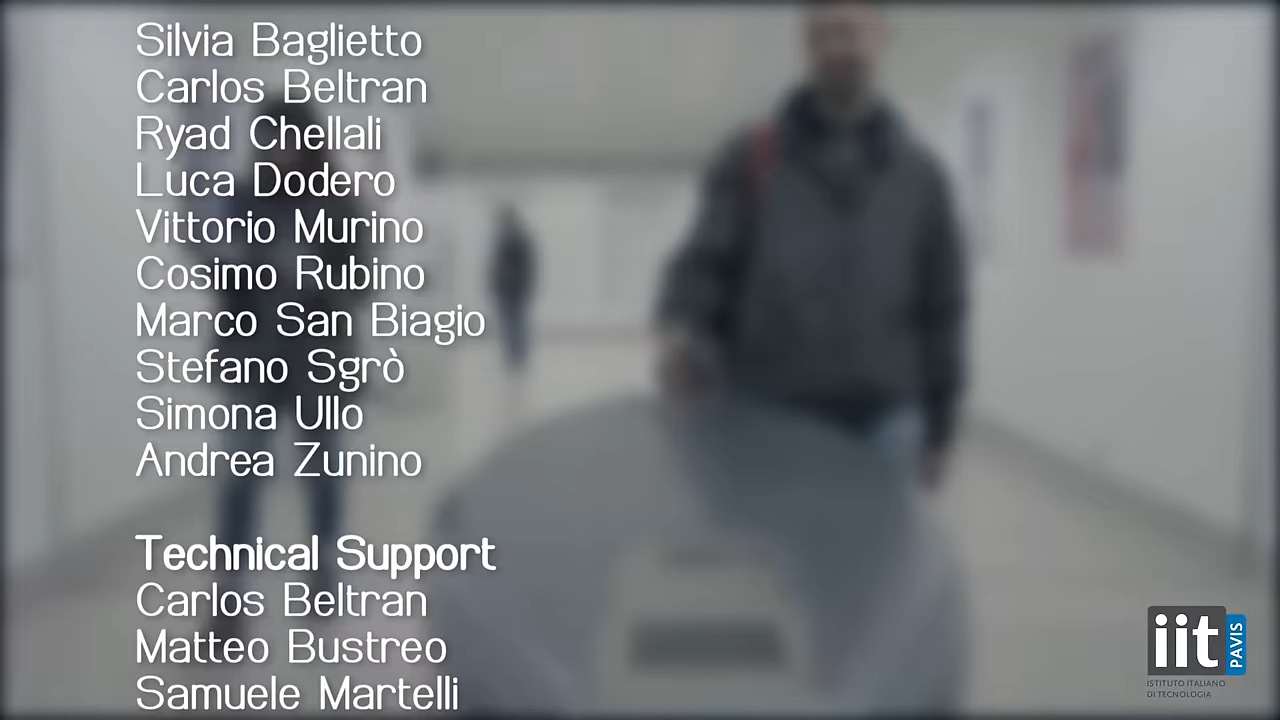 Silvia Baglietto
Carlos Beltran
Ryad Chellali
Luca Dodero
Vittorio Murino
Cosimo Rubino
Marco San Biagio
Stefano Sgrò
Simona Ullo
Andrea Zunino
Technical Support
Carlos Beltran
Matteo Bustreo
Samuele Martelli
iit
PAVIS
ISTITUTO ITALIANO
DI TECNOLOGIA